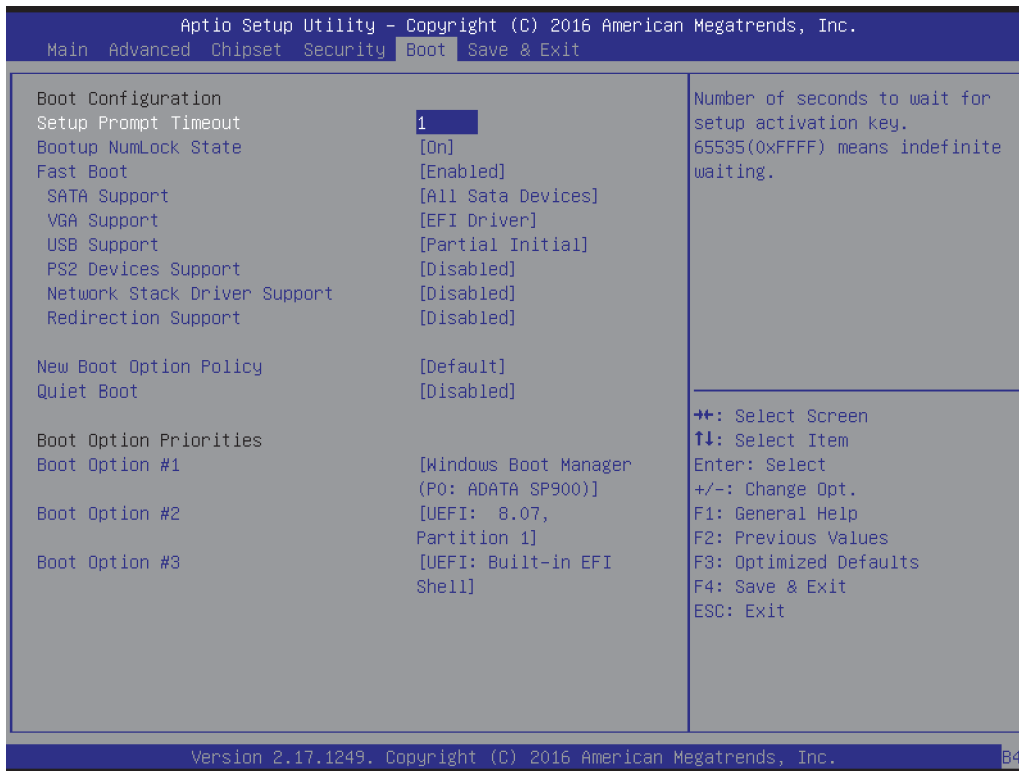 Aptio Setup Utility – Copyright (C) 2016 American Megatrends, Inc.
Main Advanced Chipset Security Boot Save & Exit
Boot Configuration
Setup Prompt Timeout 1
Bootup NumLock State [On]
Fast Boot [Enabled]
SATA Support [All Sata Devices]
VGA Support [EFI Driver]
USB Support [Partial Initial]
PS2 Devices Support [Disabled]
Network Stack Driver Support [Disabled]
Redirection Support [Disabled]
New Boot Option Policy [Default]
Quiet Boot [Disabled]
Boot Option Priorities
Boot Option #1 [Windows Boot Manager
(P0: ADATA SP900)]
Boot Option #2 [UEFI: 8.07,
Partition 1]
Boot Option #3 [UEFI: Built-in EFI
Shell]
Number of seconds to wait for
setup activation key.
65535(0xFFFF) means indefinite
waiting.
→←: Select Screen
↑↓: Select Item
Enter: Select
+/-: Change Opt.
F1: General Help
F2: Previous Values
F3: Optimized Defaults
F4: Save & Exit
ESC: Exit
Version 2.17.1249. Copyright (C) 2016 American Megatrends, Inc.
B4